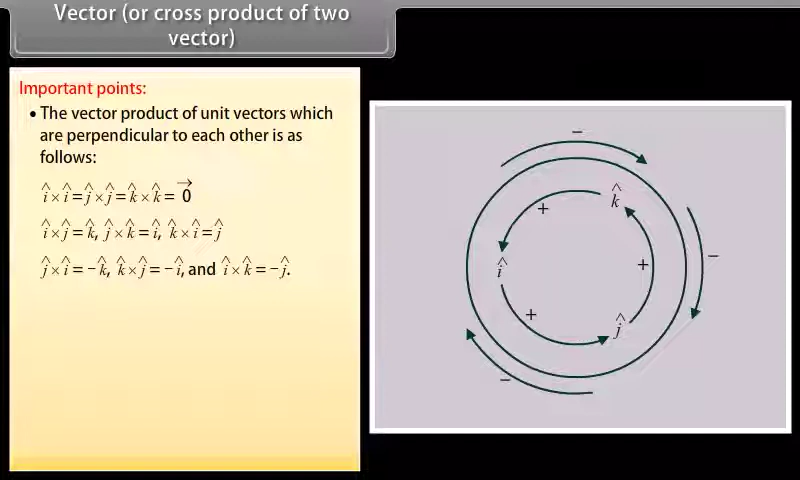 Vector (or cross product of two
vector)
Important points:
• The vector product of unit vectors which
are perpendicular to each other is as
follows:
î × î = ĵ × ĵ = k̂ × k̂ = 0⃗
î × ĵ = k̂, ĵ × k̂ = î, k̂ × î = ĵ
ĵ × î = −k̂, k̂ × ĵ = −î, and î × k̂ = −ĵ.
−
+ k̂
î + −
+ ĵ
−